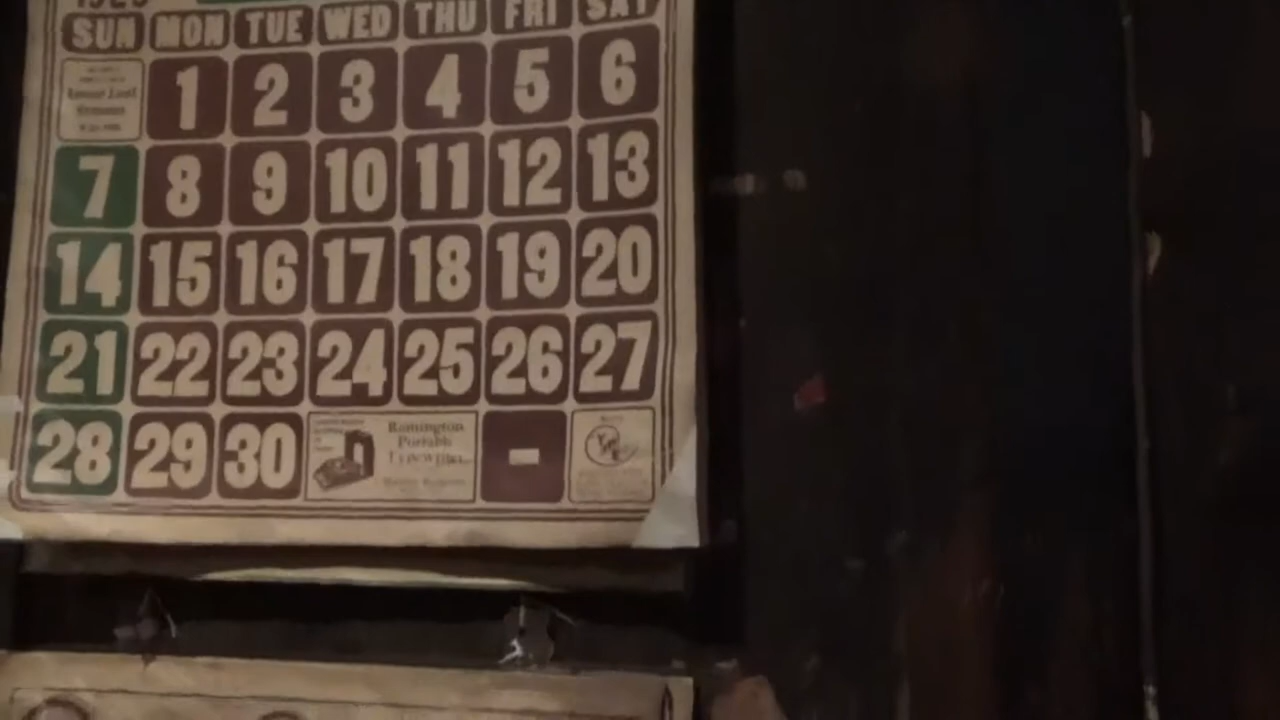 SUN MON TUE WED THU FRI SAT
1 2 3 4 5 6
7 8 9 10 11 12 13
14 15 16 17 18 19 20
21 22 23 24 25 26 27
28 29 30 -
Remington
Portable
Typewriter